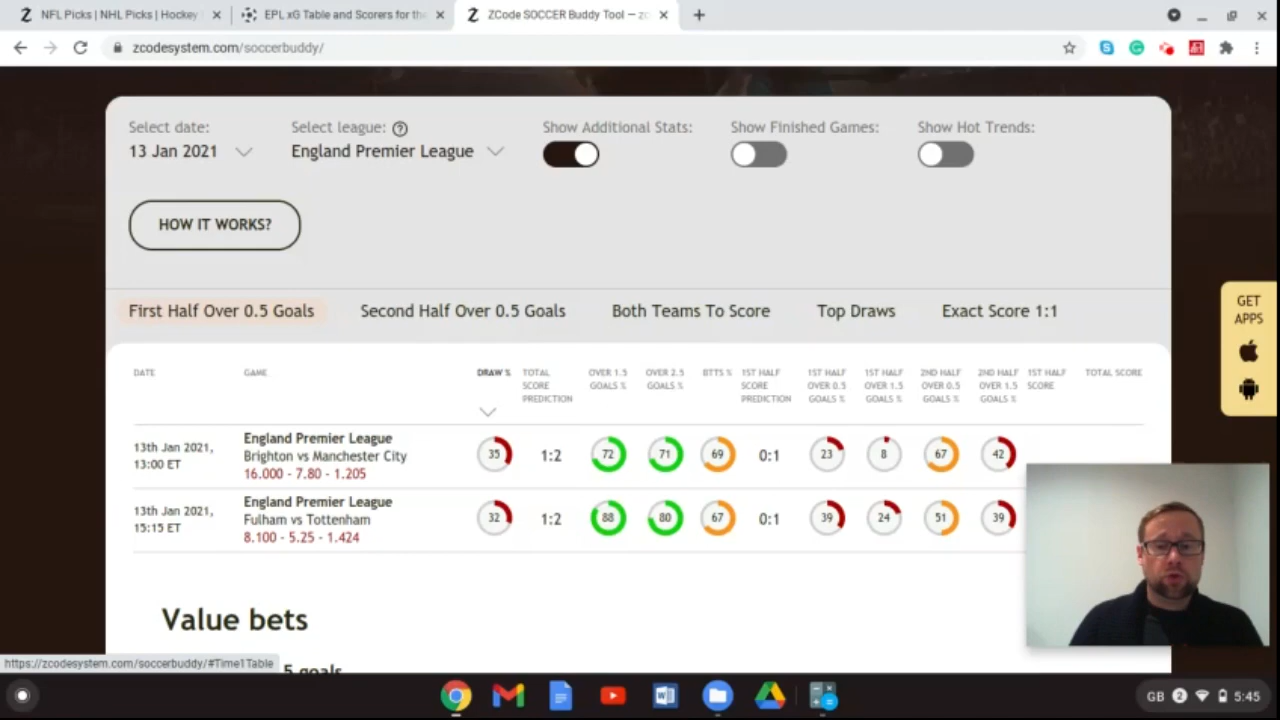 NFL Picks | NHL Picks | Hockey
EPL xG Table and Scorers for the
ZCode SOCCER Buddy Tool — zc
zcodesystem.com/soccerbuddy/
Select date:
13 Jan 2021
Select league: ?
England Premier League
Show Additional Stats:
Show Finished Games:
Show Hot Trends:
HOW IT WORKS?
First Half Over 0.5 Goals
Second Half Over 0.5 Goals
Both Teams To Score
Top Draws
Exact Score 1:1
GET
APPS
DATE
GAME
DRAW %
TOTAL
SCORE
PREDICTION
OVER 1.5
GOALS %
OVER 2.5
GOALS %
BTTS %
1ST HALF
SCORE
PREDICTION
1ST HALF
OVER 0.5
GOALS %
1ST HALF
OVER 1.5
GOALS %
2ND HALF
OVER 0.5
GOALS %
2ND HALF
OVER 1.5
GOALS %
1ST HALF
SCORE
TOTAL SCORE
13th Jan 2021,
13:00 ET
England Premier League
Brighton vs Manchester City
16.000 - 7.80 - 1.205
35
1:2
72
71
69
0:1
23
8
67
42
13th Jan 2021,
15:15 ET
England Premier League
Fulham vs Tottenham
8.100 - 5.25 - 1.424
32
1:2
88
80
67
0:1
39
24
51
39
Value bets
5 goals
https://zcodesystem.com/soccerbuddy/#Time1Table
GB 2 5:45